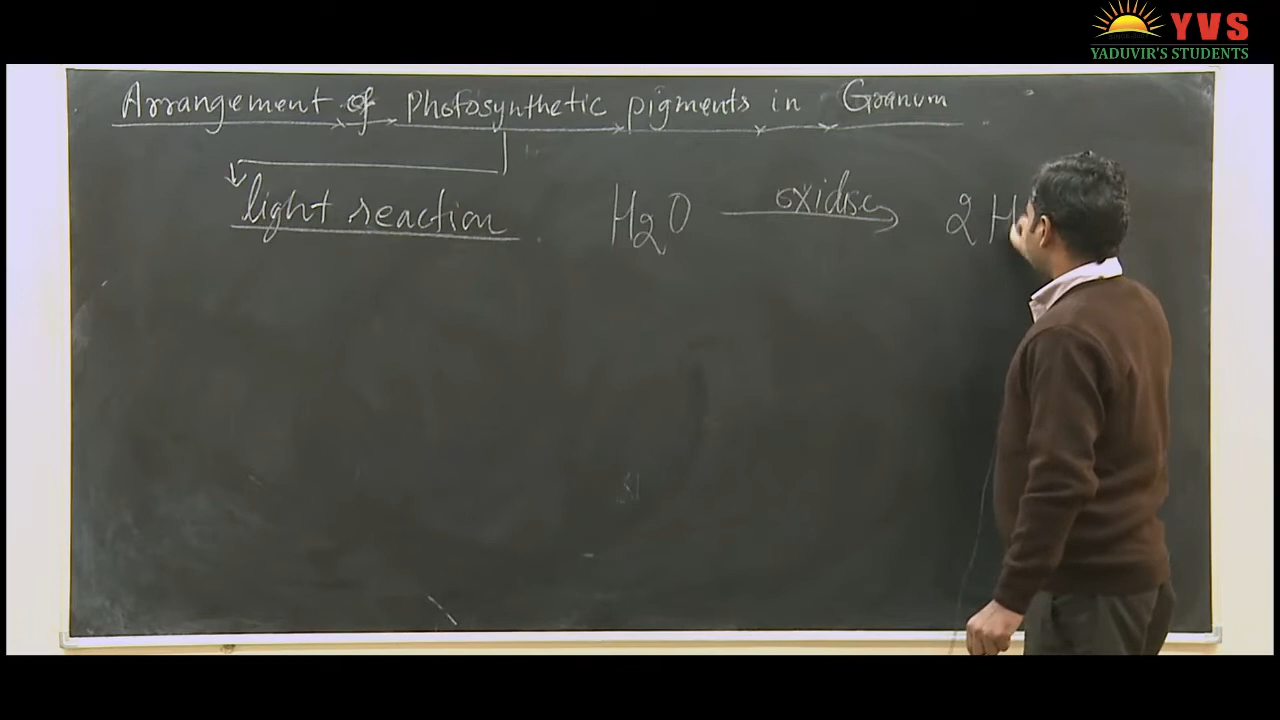 YVS
YADUVIR'S STUDENTS
Arrangement of Photosynthetic pigments in Granum
light reaction H2O oxidise 2H